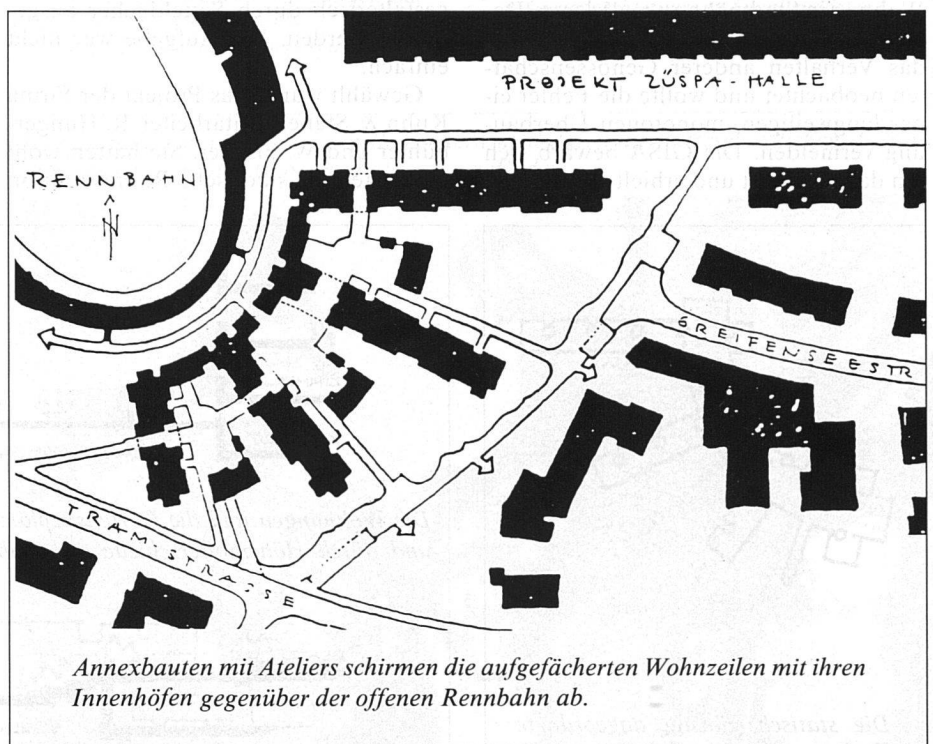 PROJEKT ZÜSPA-HALLE
RENNBAHN
N
GREIFENSEESTR
TRAMSTRASSE
Annexbauten mit Ateliers schirmen die aufgefächerten Wohnzeilen mit ihren
Innenhöfen gegenüber der offenen Rennbahn ab.